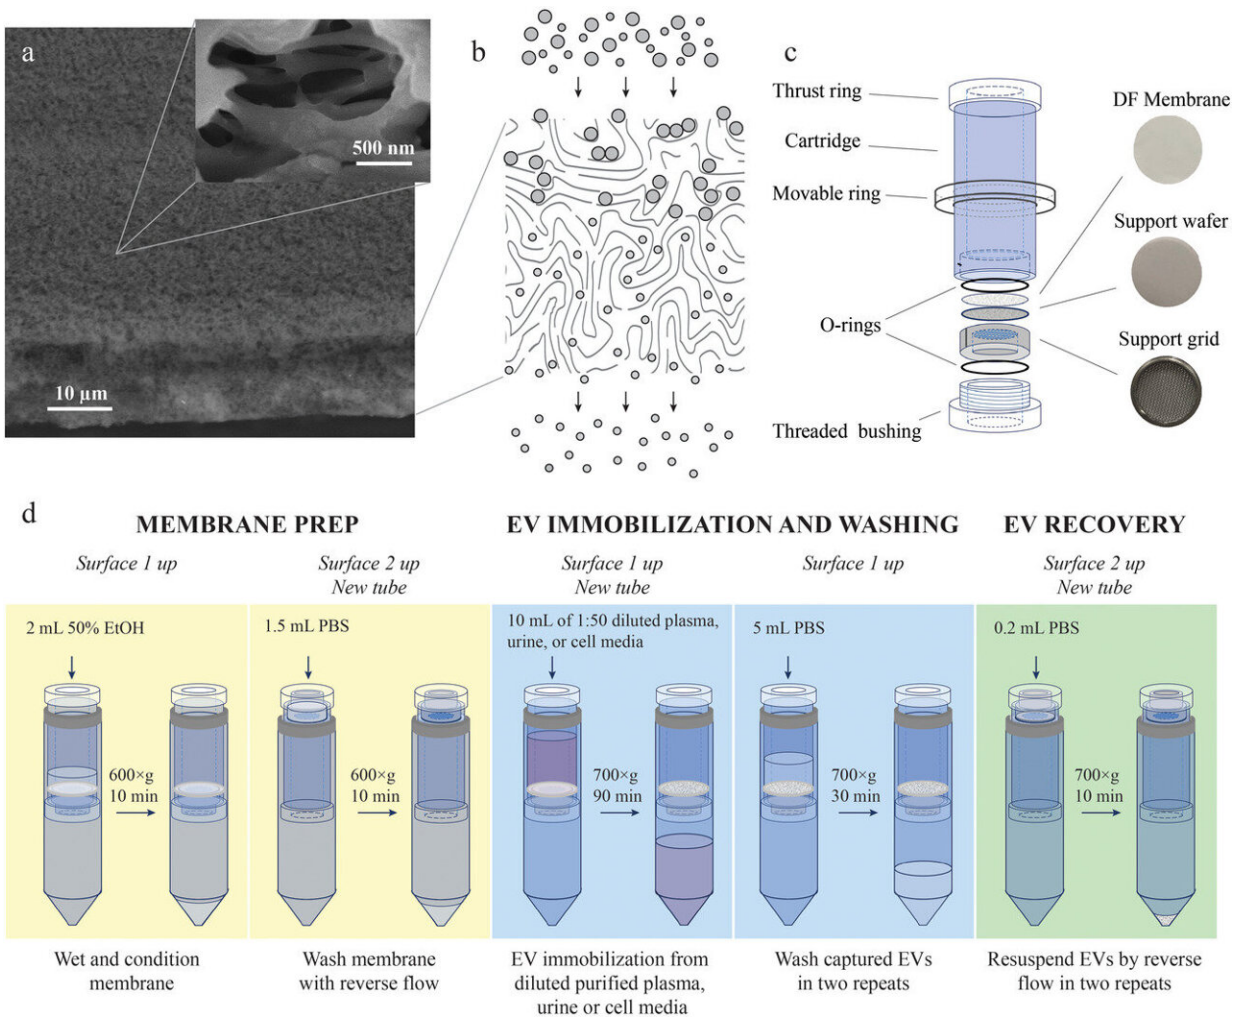 a
500 nm
10 µm
b
c
Thrust ring
Cartridge
Movable ring
O-rings
Threaded bushing
DF Membrane
Support wafer
Support grid
d
MEMBRANE PREP
EV IMMOBILIZATION AND WASHING
EV RECOVERY
Surface 1 up
Surface 2 up
New tube
Surface 1 up
New tube
Surface 1 up
Surface 2 up
New tube
2 mL 50% EtOH
600×g
10 min
1.5 mL PBS
600×g
10 min
10 mL of 1:50 diluted plasma,
urine, or cell media
700×g
90 min
5 mL PBS
700×g
30 min
0.2 mL PBS
700×g
10 min
Wet and condition
membrane
Wash membrane
with reverse flow
EV immobilization from
diluted purified plasma,
urine or cell media
Wash captured EVs
in two repeats
Resuspend EVs by reverse
flow in two repeats